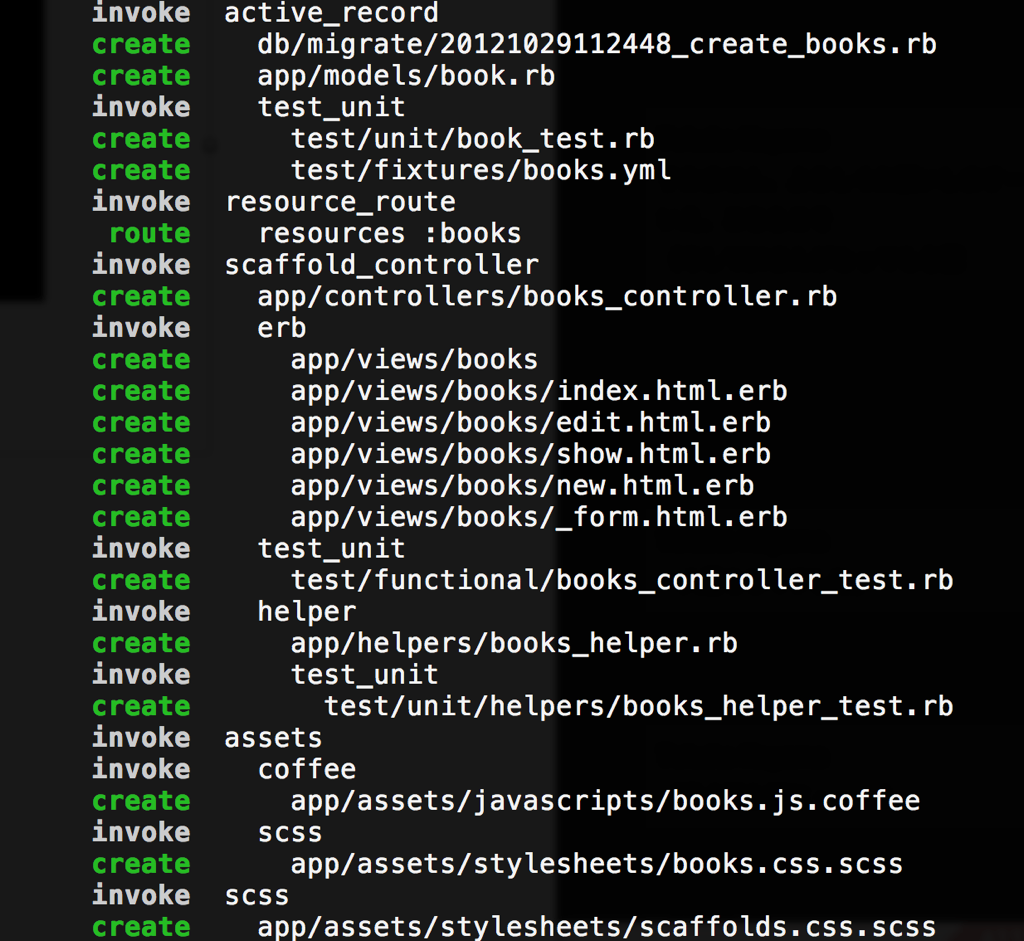 invoke  active_record
create    db/migrate/20121029112448_create_books.rb
create    app/models/book.rb
invoke    test_unit
create      test/unit/book_test.rb
create      test/fixtures/books.yml
invoke  resource_route
 route    resources :books
invoke  scaffold_controller
create    app/controllers/books_controller.rb
invoke    erb
create      app/views/books
create      app/views/books/index.html.erb
create      app/views/books/edit.html.erb
create      app/views/books/show.html.erb
create      app/views/books/new.html.erb
create      app/views/books/_form.html.erb
invoke    test_unit
create      test/functional/books_controller_test.rb
invoke    helper
create      app/helpers/books_helper.rb
invoke      test_unit
create        test/unit/helpers/books_helper_test.rb
invoke  assets
invoke    coffee
create      app/assets/javascripts/books.js.coffee
invoke    scss
create      app/assets/stylesheets/books.css.scss
invoke  scss
create    app/assets/stylesheets/scaffolds.css.scss